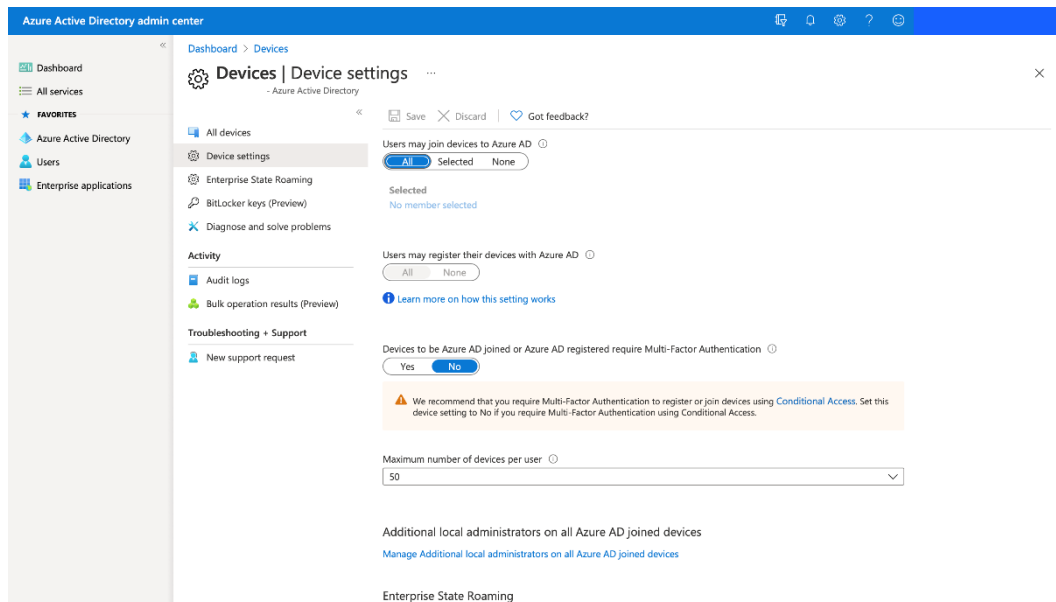 Azure Active Directory admin center
Dashboard
All services
FAVORITES
Azure Active Directory
Users
Enterprise applications
Dashboard > Devices
Devices | Device settings ...
- Azure Active Directory
All devices
Device settings
Enterprise State Roaming
BitLocker keys (Preview)
Diagnose and solve problems
Activity
Audit logs
Bulk operation results (Preview)
Troubleshooting + Support
New support request
Save Discard Got feedback?
Users may join devices to Azure AD
All Selected None
Selected
No member selected
Users may register their devices with Azure AD
All None
Learn more on how this setting works
Devices to be Azure AD joined or Azure AD registered require Multi-Factor Authentication
Yes No
We recommend that you require Multi-Factor Authentication to register or join devices using Conditional Access. Set this
device setting to No if you require Multi-Factor Authentication using Conditional Access.
Maximum number of devices per user
50
Additional local administrators on all Azure AD joined devices
Manage Additional local administrators on all Azure AD joined devices
Enterprise State Roaming